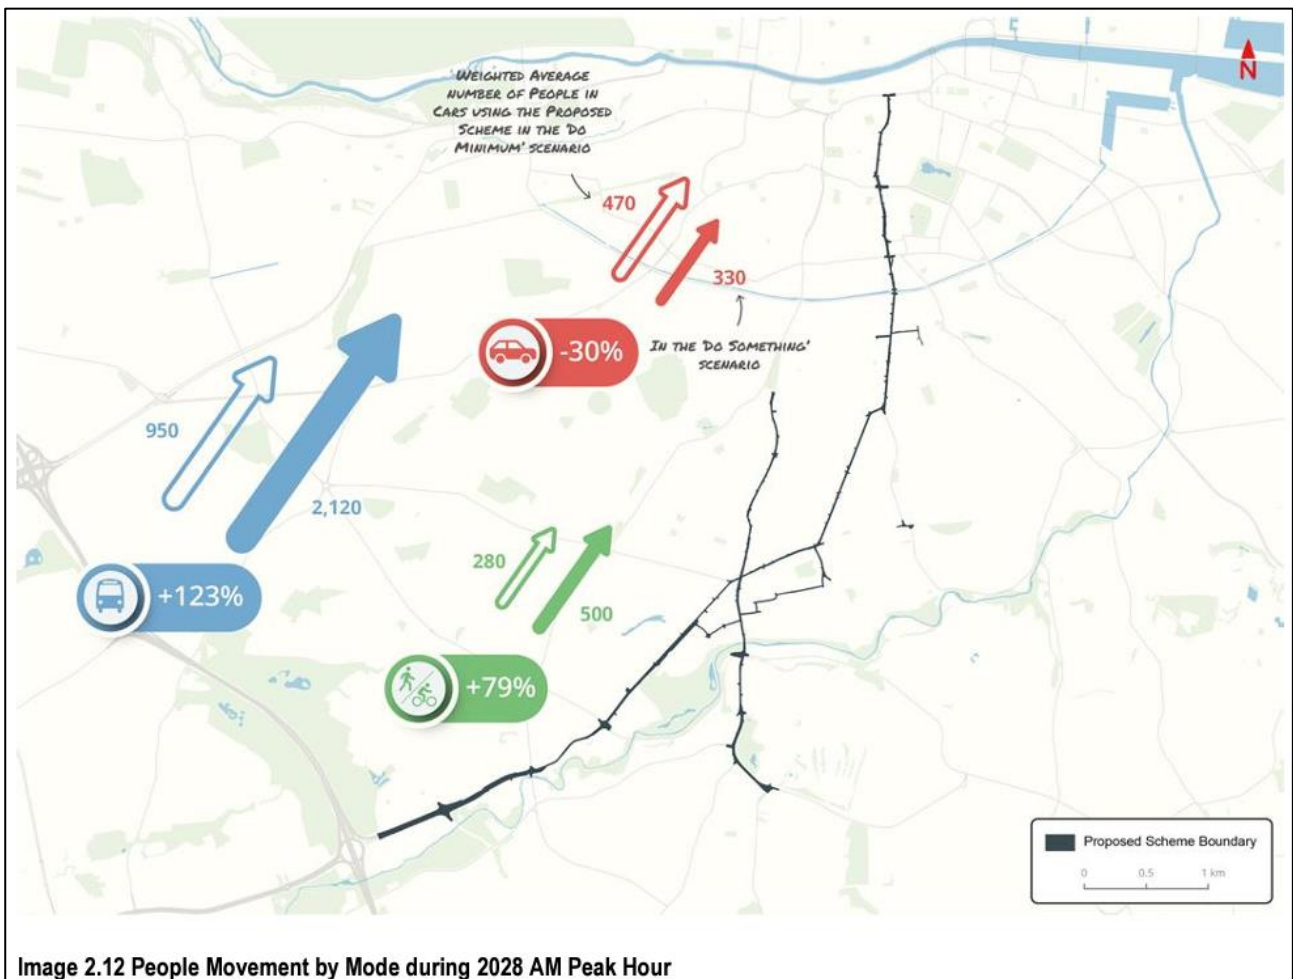 WEIGHTED AVERAGE
NUMBER OF PEOPLE IN
CARS USING THE PROPOSED
SCHEME IN THE 'DO
MINIMUM' SCENARIO
N
470
330
-30%
IN THE 'DO SOMETHING'
SCENARIO
950
2,120
+123%
280
500
+79%
Proposed Scheme Boundary
0 0.5 1 km
Image 2.12 People Movement by Mode during 2028 AM Peak Hour